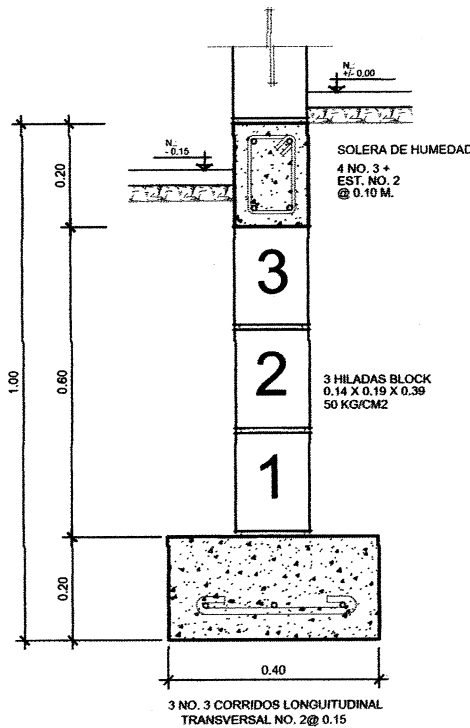 N.:
+/- 0.00
N.:
- 0.15
SOLERA DE HUMEDAD
4 NO. 3 +
EST. NO. 2
@ 0.10 M.
0.20
3
2
1
3 HILADAS BLOCK
0.14 X 0.19 X 0.39
50 KG/CM2
1.00
0.60
0.20
0.40
3 NO. 3 CORRIDOS LONGUITUDINAL
TRANSVERSAL NO. 2@ 0.15